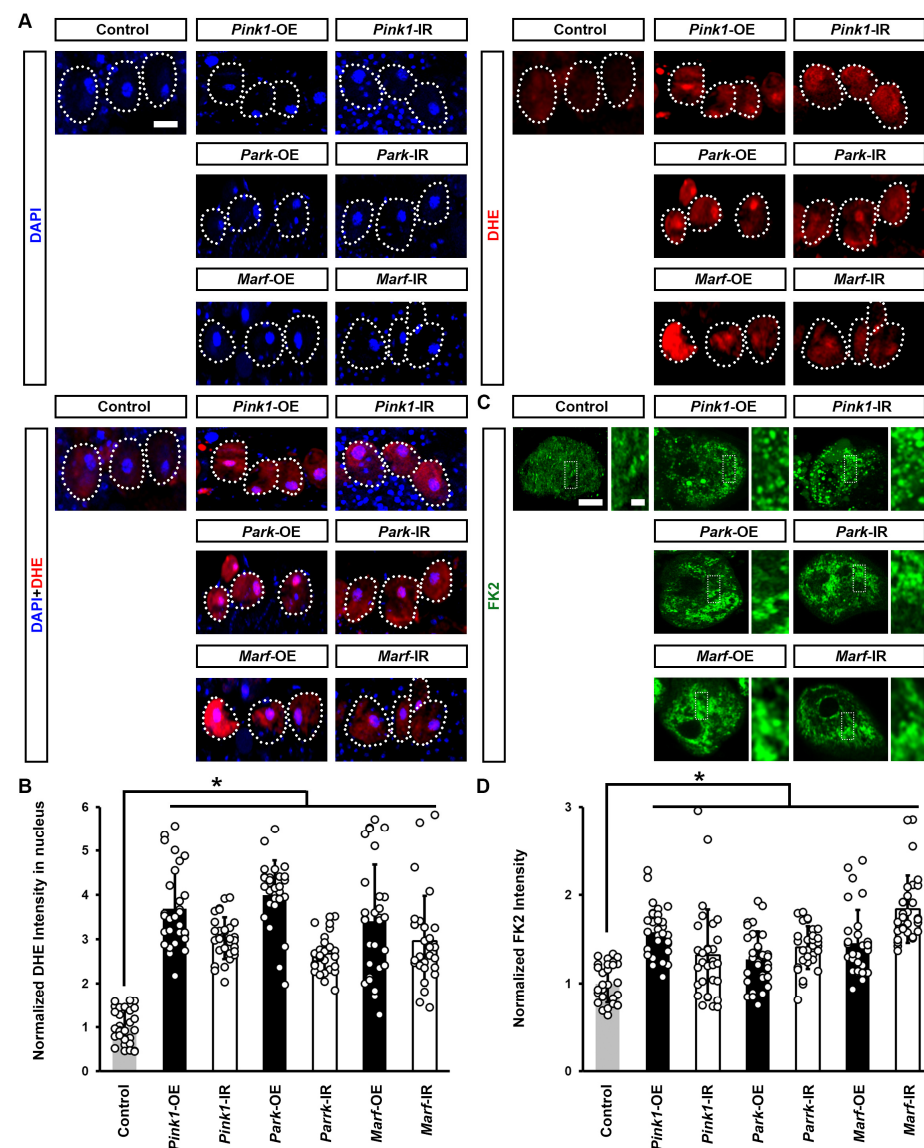 A
Control
Pink1-OE
Pink1-IR
Control
Pink1-OE
Pink1-IR
Park-OE
Park-IR
Park-OE
Park-IR
DAPI
DHE
Marf-OE
Marf-IR
Marf-OE
Marf-IR
Control
Pink1-OE
Pink1-IR
C
Control
Pink1-OE
Pink1-IR
Park-OE
Park-IR
Park-OE
Park-IR
DAPI+DHE
FK2
Marf-OE
Marf-IR
Marf-OE
Marf-IR
B
*
6
5
4
3
2
1
0
Normalized DHE Intensity in nucleus
Control
Pink1-OE
Pink1-IR
Park-OE
Park-IR
Marf-OE
Marf-IR
D
*
3
2
1
0
Normalized FK2 Intensity
Control
Pink1-OE
Pink1-IR
Park-OE
Parrk-IR
Marf-OE
Marf-IR